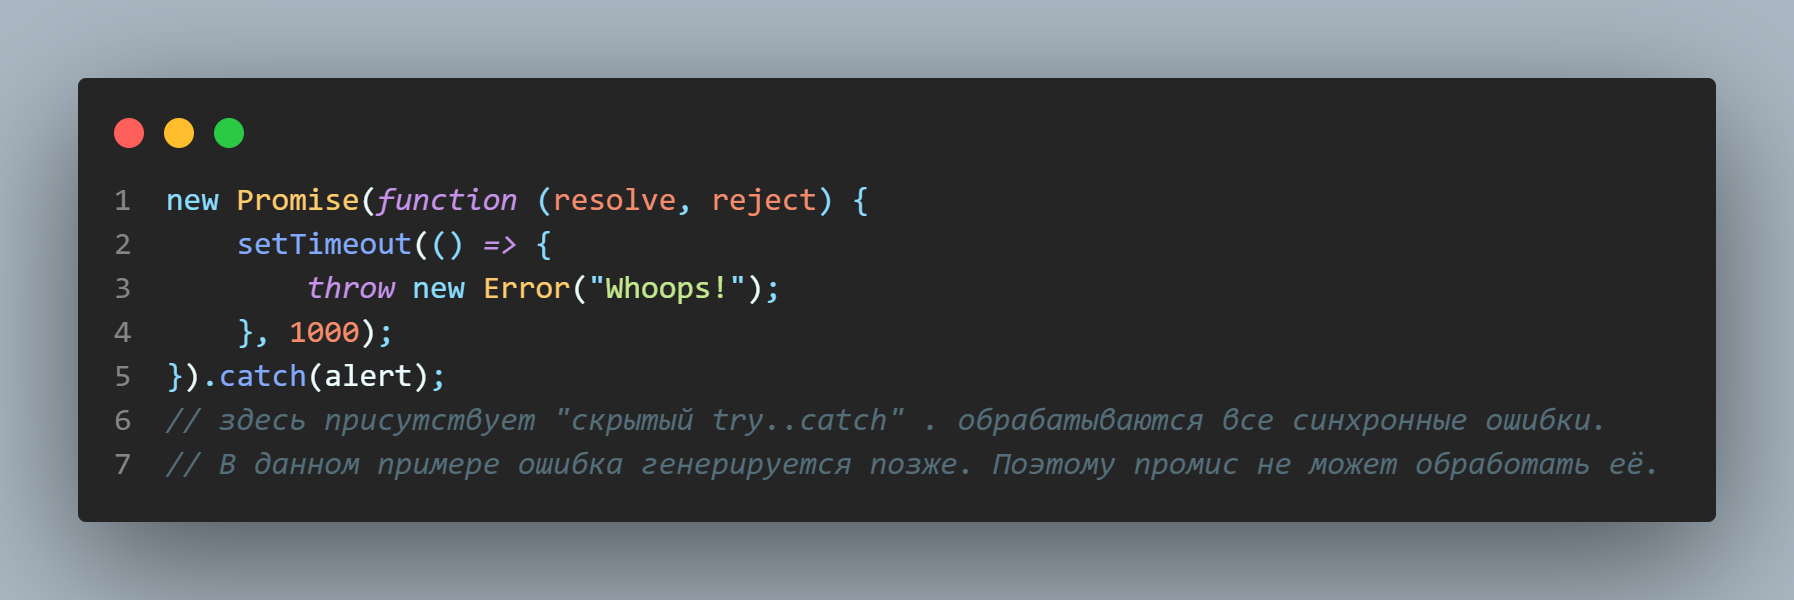 1 new Promise(function (resolve, reject) {
2     setTimeout(() => {
3         throw new Error("Whoops!");
4     }, 1000);
5 }).catch(alert);
6 // здесь присутствует "скрытый try..catch" . обрабатываются все синхронные ошибки.
7 // В данном примере ошибка генерируется позже. Поэтому промис не может обработать её.